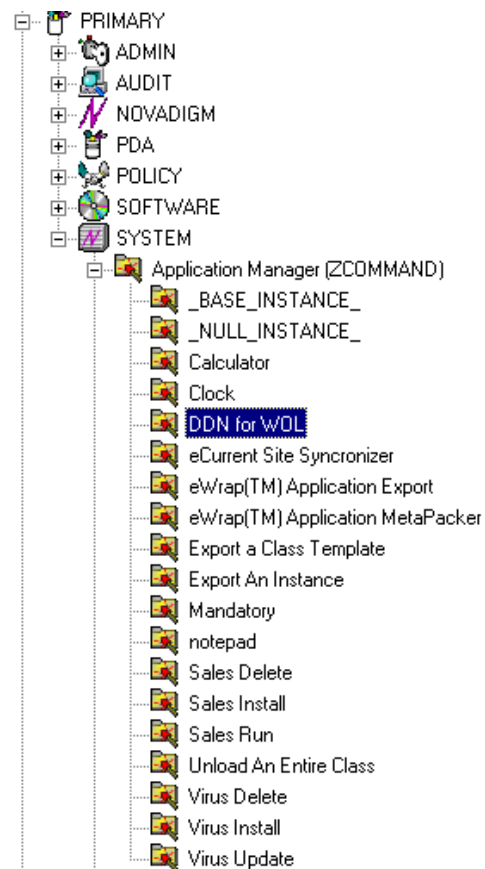 PRIMARY
ADMIN
AUDIT
NOVADIGM
PDA
POLICY
SOFTWARE
SYSTEM
Application Manager (ZCOMMAND)
_BASE_INSTANCE_
_NULL_INSTANCE_
Calculator
Clock
DDN for WOL
eCurrent Site Syncronizer
eWrap(TM) Application Export
eWrap(TM) Application MetaPacker
Export a Class Template
Export An Instance
Mandatory
notepad
Sales Delete
Sales Install
Sales Run
Unload An Entire Class
Virus Delete
Virus Install
Virus Update